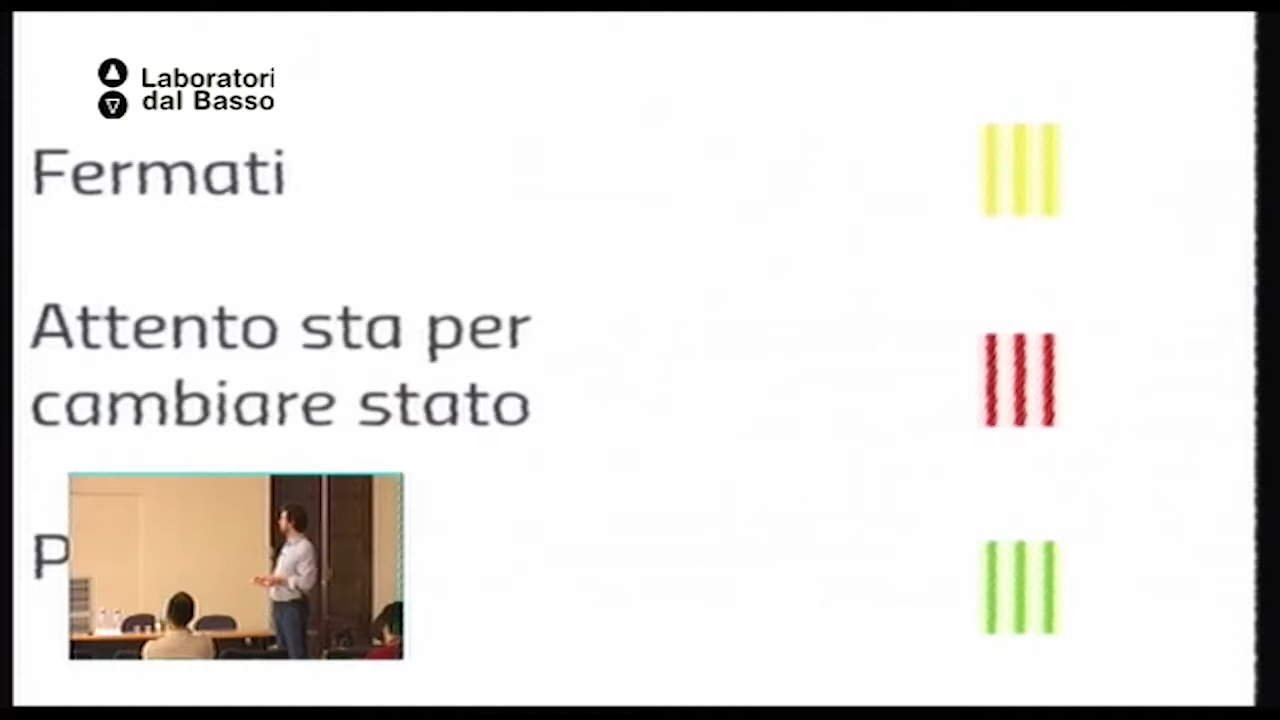 Laboratori
dal Basso
Fermati
Attento sta per
cambiare stato